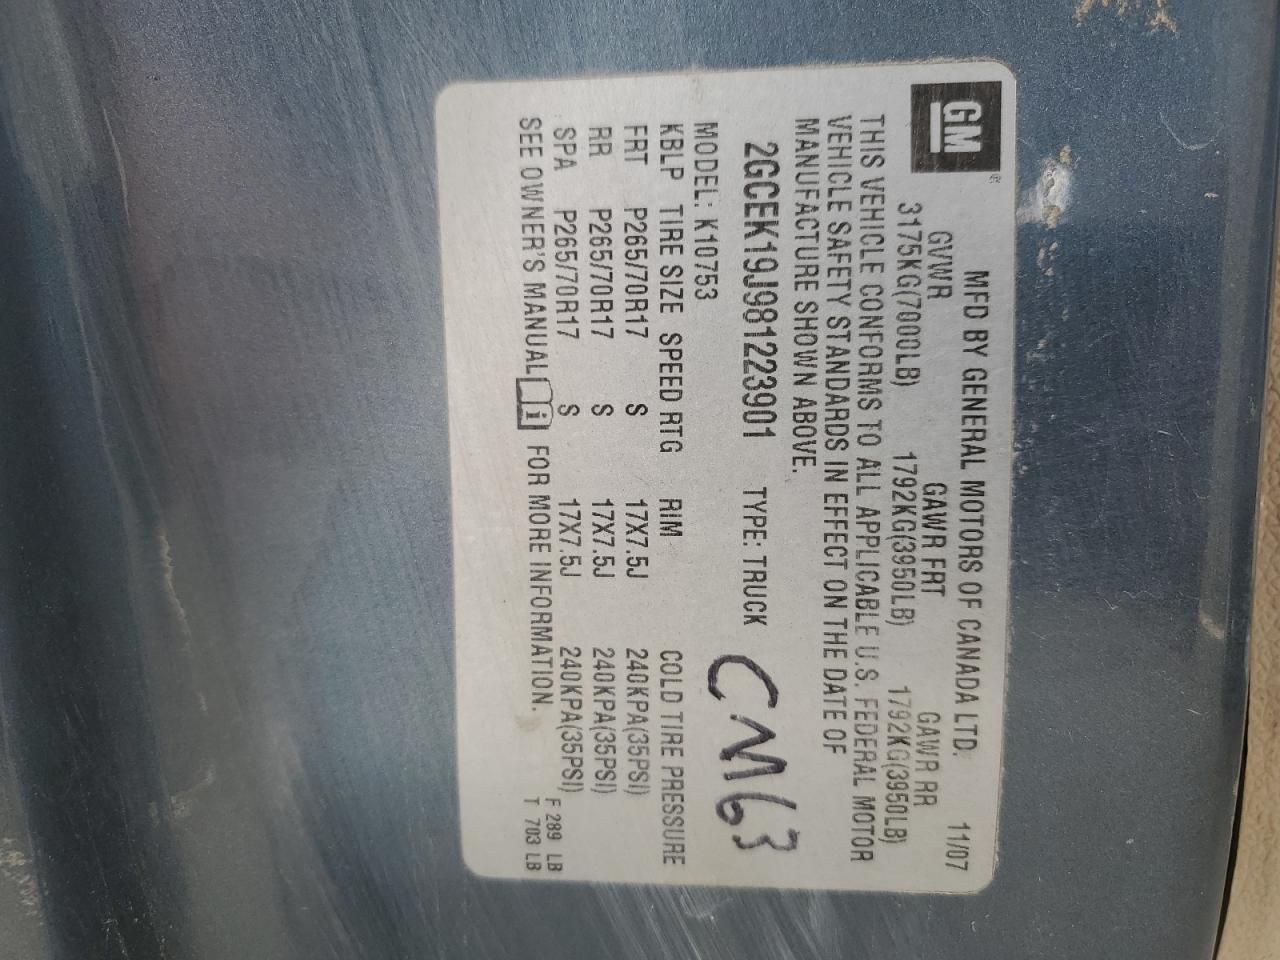 GM®
MFD BY GENERAL MOTORS OF CANADA LTD. 11/07
GVWR GAWR FRT GAWR RR
3175KG(7000LB) 1792KG(3950LB) 1792KG(3950LB)
THIS VEHICLE CONFORMS TO ALL APPLICABLE U.S. FEDERAL MOTOR
VEHICLE SAFETY STANDARDS IN EFFECT ON THE DATE OF
MANUFACTURE SHOWN ABOVE.
2GCEK19J981223901 TYPE: TRUCK CM63
MODEL: K10753
KBLP TIRE SIZE SPEED RTG RIM COLD TIRE PRESSURE
FRT P265/70R17 S 17X7.5J 240KPA(35PSI)
RR P265/70R17 S 17X7.5J 240KPA(35PSI)
SPA P265/70R17 S 17X7.5J 240KPA(35PSI) F 289 LB
SEE OWNER'S MANUAL i FOR MORE INFORMATION. T 703 LB